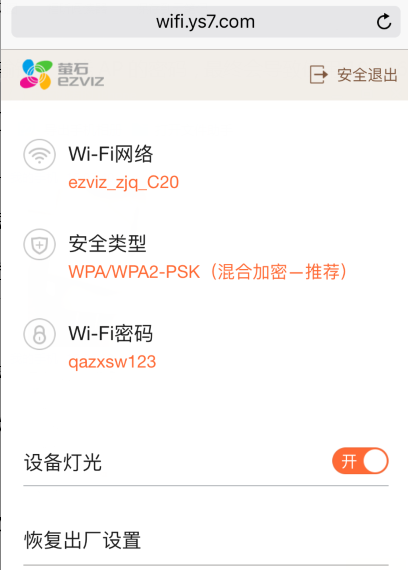 wifi.ys7.com
萤石
ezviz
安全退出
Wi-Fi网络
ezviz_zjq_C20
安全类型
WPA/WPA2-PSK（混合加密—推荐）
Wi-Fi密码
qazxsw123
设备灯光
开
恢复出厂设置